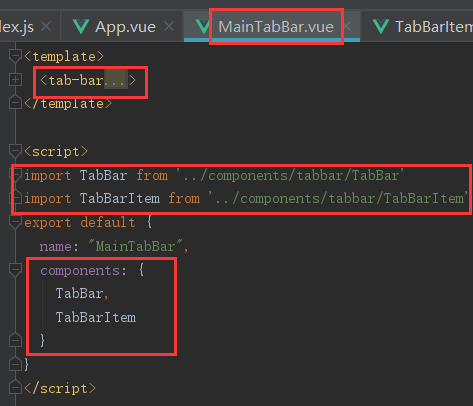 lex.js App.vue MainTabBar.vue TabBarItem
<template>
<tab-bar...>
</template>
<script>
import TabBar from '../components/tabbar/TabBar'
import TabBarItem from '../components/tabbar/TabBarItem'
export default {
name: "MainTabBar",
components: {
TabBar,
TabBarItem
}
}
</script>